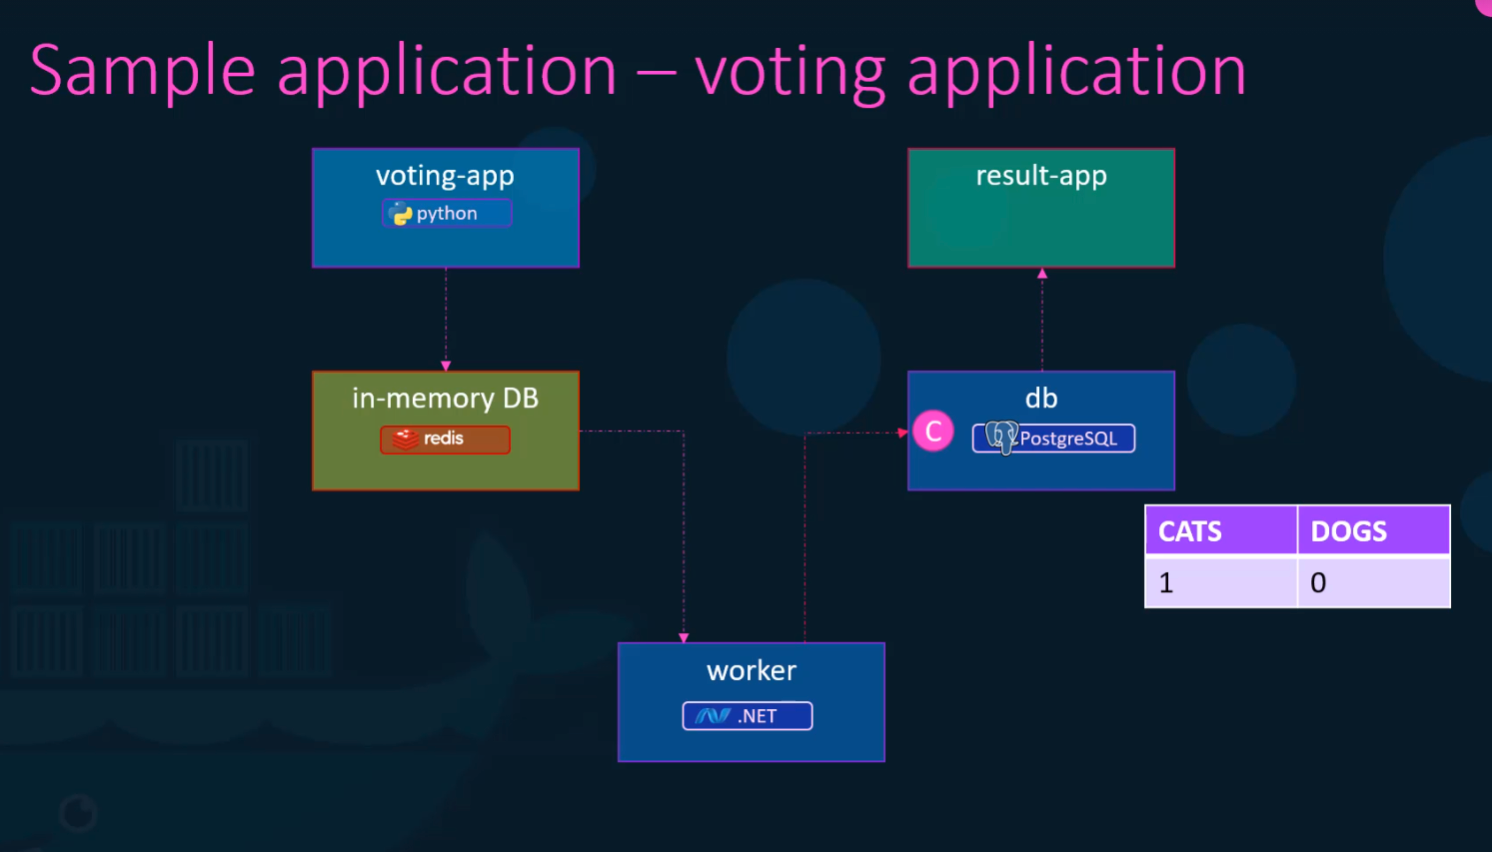 Sample application – voting application
voting-app
python
result-app
in-memory DB
redis
db
C
PostgreSQL
CATS DOGS
1 0
worker
.NET